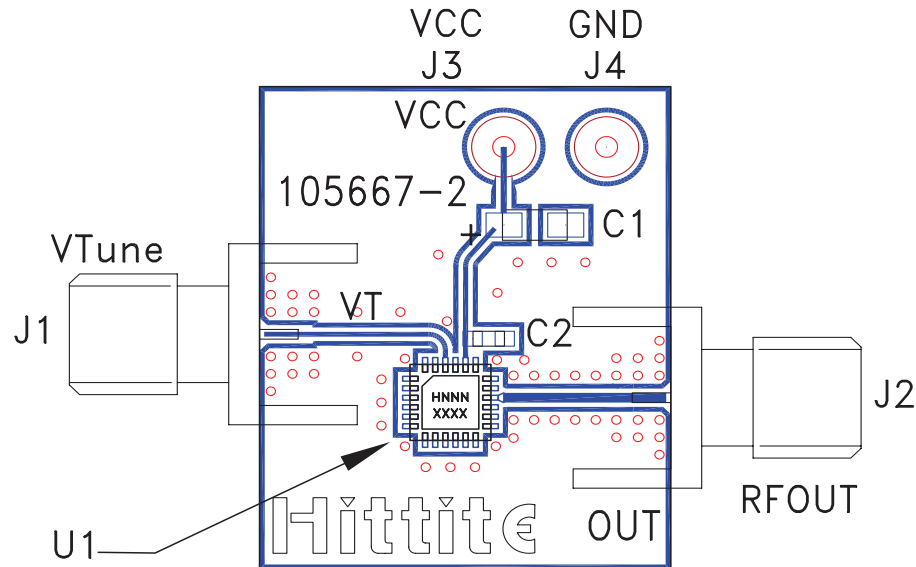 VCC GND
J3 J4
VCC
105667-2
+
C1
VTune
VT
J1
C2
HNNN
XXXX
J2
RFOUT
Hittite
OUT
U1